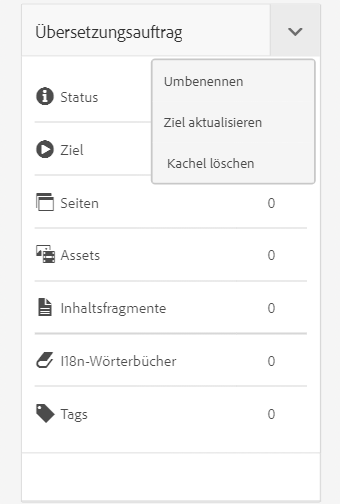 Übersetzungsauftrag
Umbenennen
Status
Ziel aktualisieren
Ziel
Kachel löschen
Seiten 0
Assets 0
Inhaltsfragmente 0
I18n-Wörterbücher 0
Tags 0